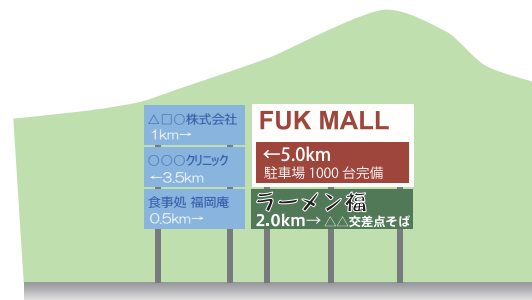 △□○株式会社
1km→
○○○クリニック
←3.5km
食事処 福岡庵
0.5km→
FUK MALL
←5.0km
駐車場 1000 台完備
ラーメン福
2.0km→ △△交差点そば